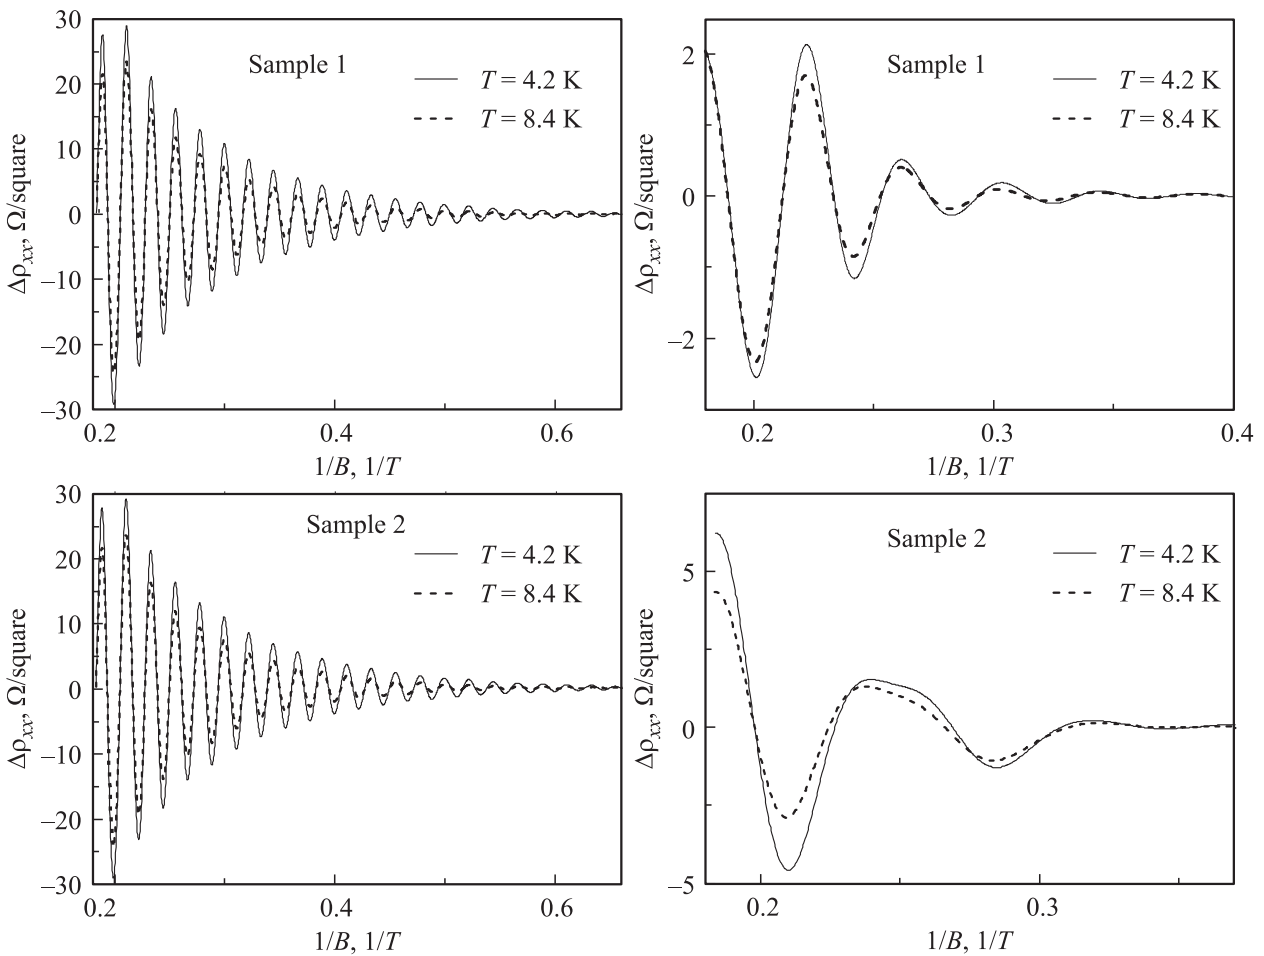 30
20
10
0
–10
–20
–30
Δρxx, Ω/square
Sample 1
T = 4.2 K
T = 8.4 K
0.2 0.4 0.6
1/B, 1/T
2
0
–2
Δρxx, Ω/square
Sample 1
T = 4.2 K
T = 8.4 K
0.2 0.3 0.4
1/B, 1/T
30
20
10
0
–10
–20
–30
Δρxx, Ω/square
Sample 2
T = 4.2 K
T = 8.4 K
0.2 0.4 0.6
1/B, 1/T
5
0
–5
Δρxx, Ω/square
Sample 2
T = 4.2 K
T = 8.4 K
0.2 0.3
1/B, 1/T